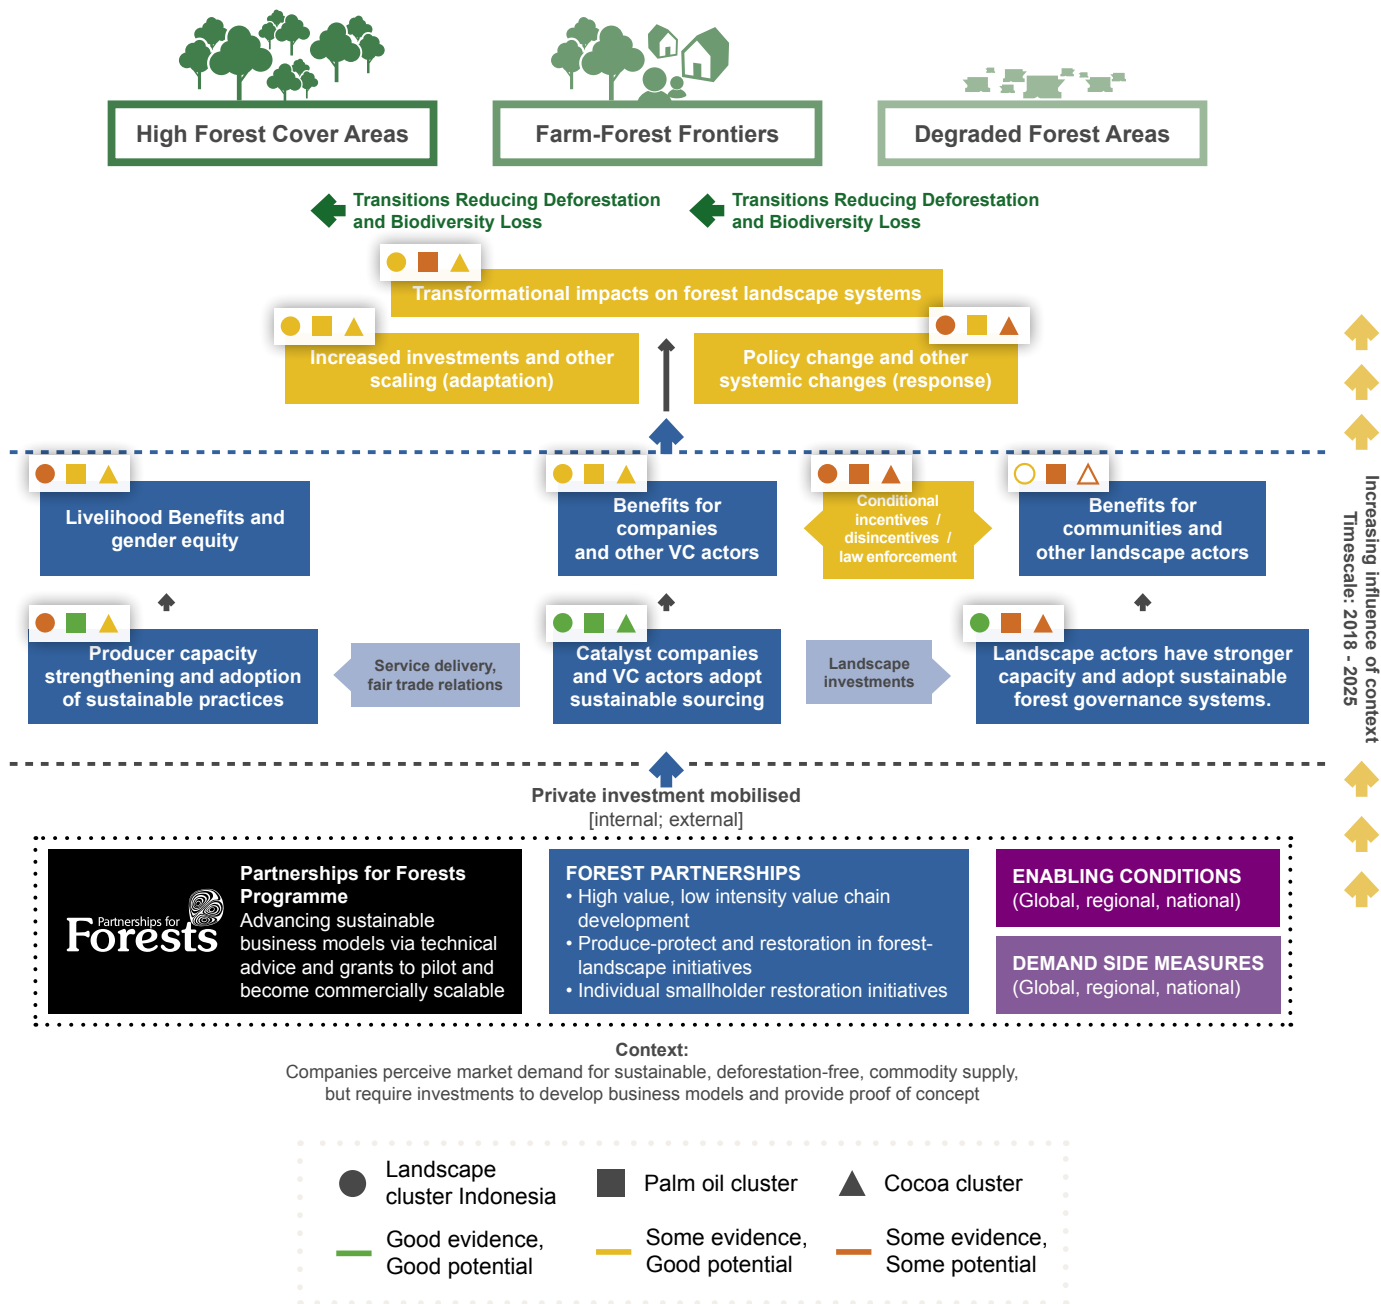 High Forest Cover Areas
Farm-Forest Frontiers
Degraded Forest Areas
Transitions Reducing Deforestation
and Biodiversity Loss
Transitions Reducing Deforestation
and Biodiversity Loss
Transformational impacts on forest landscape systems
Increased investments and other
scaling (adaptation)
Policy change and other
systemic changes (response)
Livelihood Benefits and
gender equity
Benefits for
companies
and other VC actors
Conditional
incentives /
disincentives /
law enforcement
Benefits for
communities and
other landscape actors
Producer capacity
strengthening and adoption
of sustainable practices
Service delivery,
fair trade relations
Catalyst companies
and VC actors adopt
sustainable sourcing
Landscape
investments
Landscape actors have stronger
capacity and adopt sustainable
forest governance systems.
Increasing influence of context
Timescale: 2018 - 2025
Private investment mobilised
[internal; external]
Partnerships for
Forests
Partnerships for Forests
Programme
Advancing sustainable
business models via technical
advice and grants to pilot and
become commercially scalable
FOREST PARTNERSHIPS
• High value, low intensity value chain
development
• Produce-protect and restoration in forest-
landscape initiatives
• Individual smallholder restoration initiatives
ENABLING CONDITIONS
(Global, regional, national)
DEMAND SIDE MEASURES
(Global, regional, national)
Context:
Companies perceive market demand for sustainable, deforestation-free, commodity supply,
but require investments to develop business models and provide proof of concept
Landscape
cluster Indonesia
Palm oil cluster
Cocoa cluster
Good evidence,
Good potential
Some evidence,
Good potential
Some evidence,
Some potential